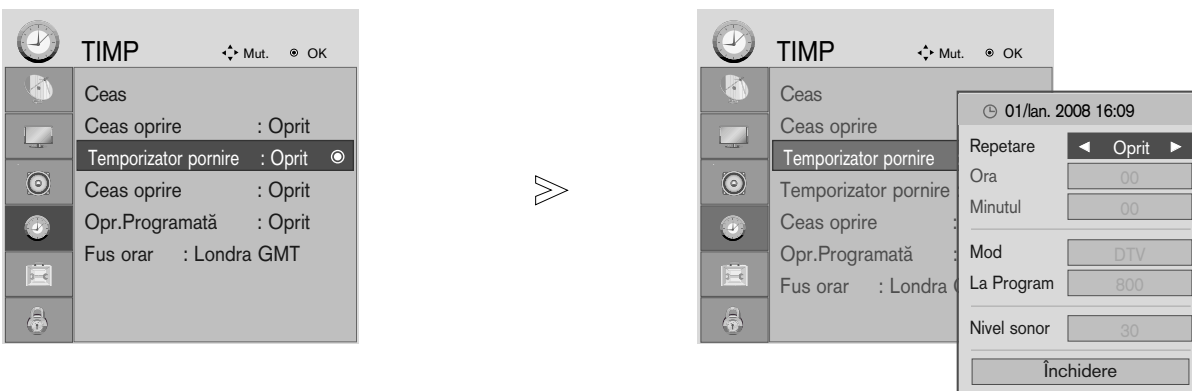 TIMP Mut. OK
Ceas
Ceas oprire : Oprit
Temporizator pornire : Oprit
Ceas oprire : Oprit
Opr.Programată : Oprit
Fus orar : Londra GMT
TIMP Mut. OK
Ceas
Ceas oprire
Temporizator pornire
Temporizator pornire
Ceas oprire :
Opr.Programată :
Fus orar : Londra
01/Ian. 2008 16:09
Repetare ◄ Oprit ►
Ora 00
Minutul 00
Mod DTV
La Program 800
Nivel sonor 30
Închidere